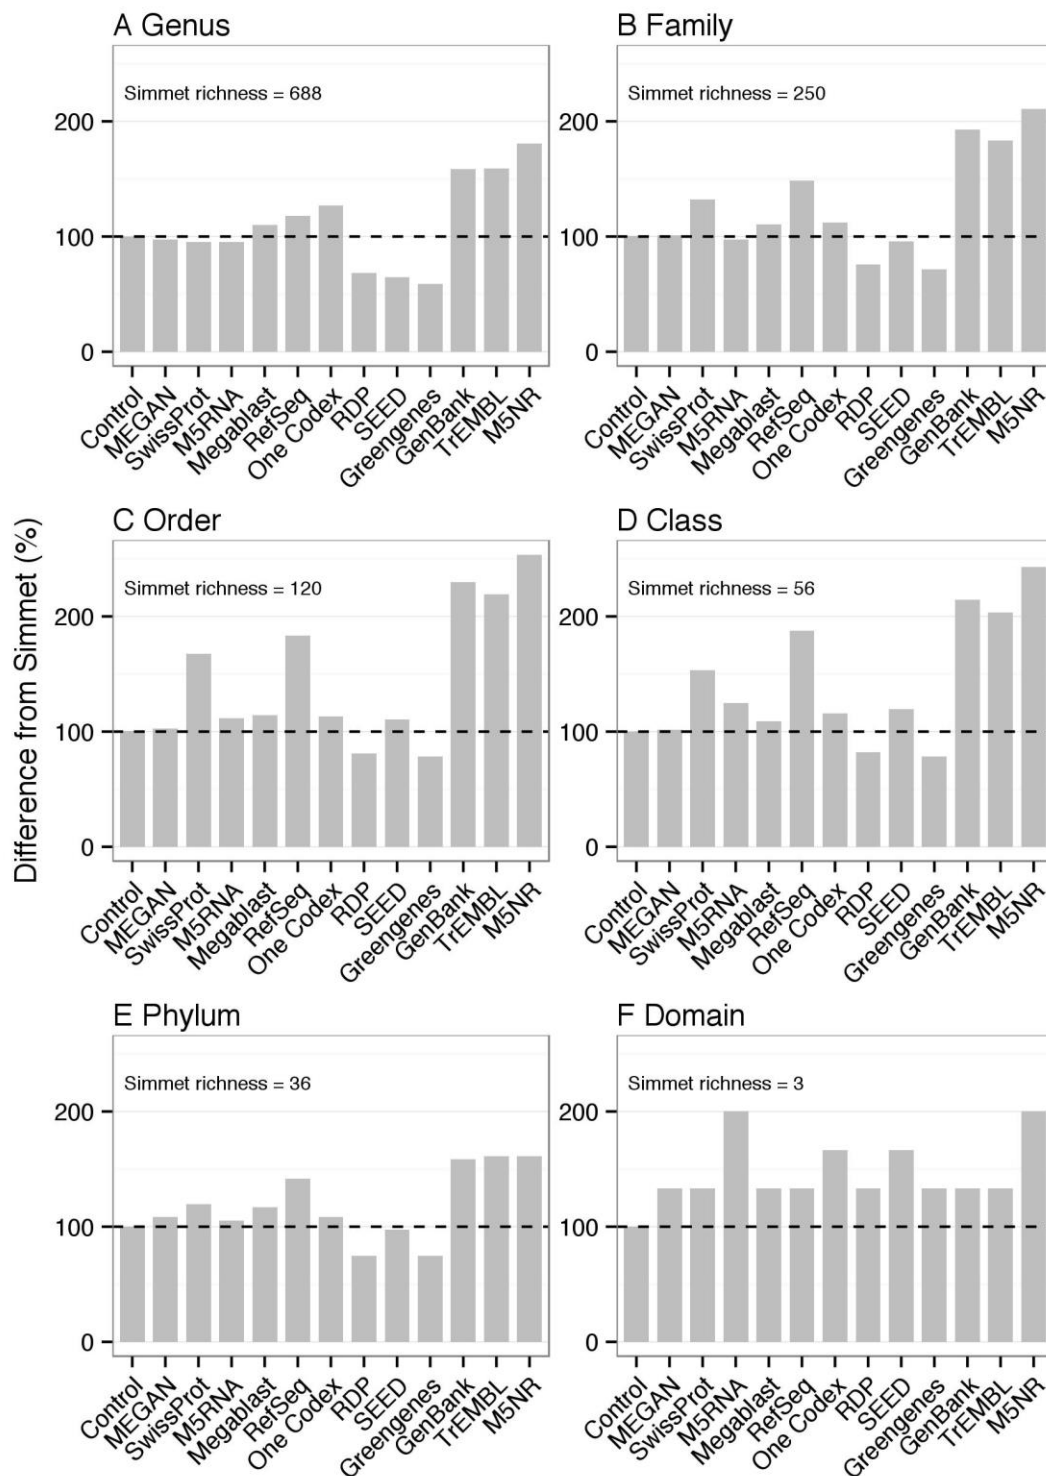 A Genus
Simmet richness = 688
200
100
0
Control
MEGAN
SwissProt
M5RNA
Megablast
RefSeq
One Codex
RDP
SEED
Greengenes
GenBank
TrEMBL
M5NR
B Family
Simmet richness = 250
200
100
0
Control
MEGAN
SwissProt
M5RNA
Megablast
RefSeq
One Codex
RDP
SEED
Greengenes
GenBank
TrEMBL
M5NR
Difference from Simmet (%)
C Order
Simmet richness = 120
200
100
0
Control
MEGAN
SwissProt
M5RNA
Megablast
RefSeq
One Codex
RDP
SEED
Greengenes
GenBank
TrEMBL
M5NR
D Class
Simmet richness = 56
200
100
0
Control
MEGAN
SwissProt
M5RNA
Megablast
RefSeq
One Codex
RDP
SEED
Greengenes
GenBank
TrEMBL
M5NR
E Phylum
Simmet richness = 36
200
100
0
Control
MEGAN
SwissProt
M5RNA
Megablast
RefSeq
One Codex
RDP
SEED
Greengenes
GenBank
TrEMBL
M5NR
F Domain
Simmet richness = 3
200
100
0
Control
MEGAN
SwissProt
M5RNA
Megablast
RefSeq
One Codex
RDP
SEED
Greengenes
GenBank
TrEMBL
M5NR